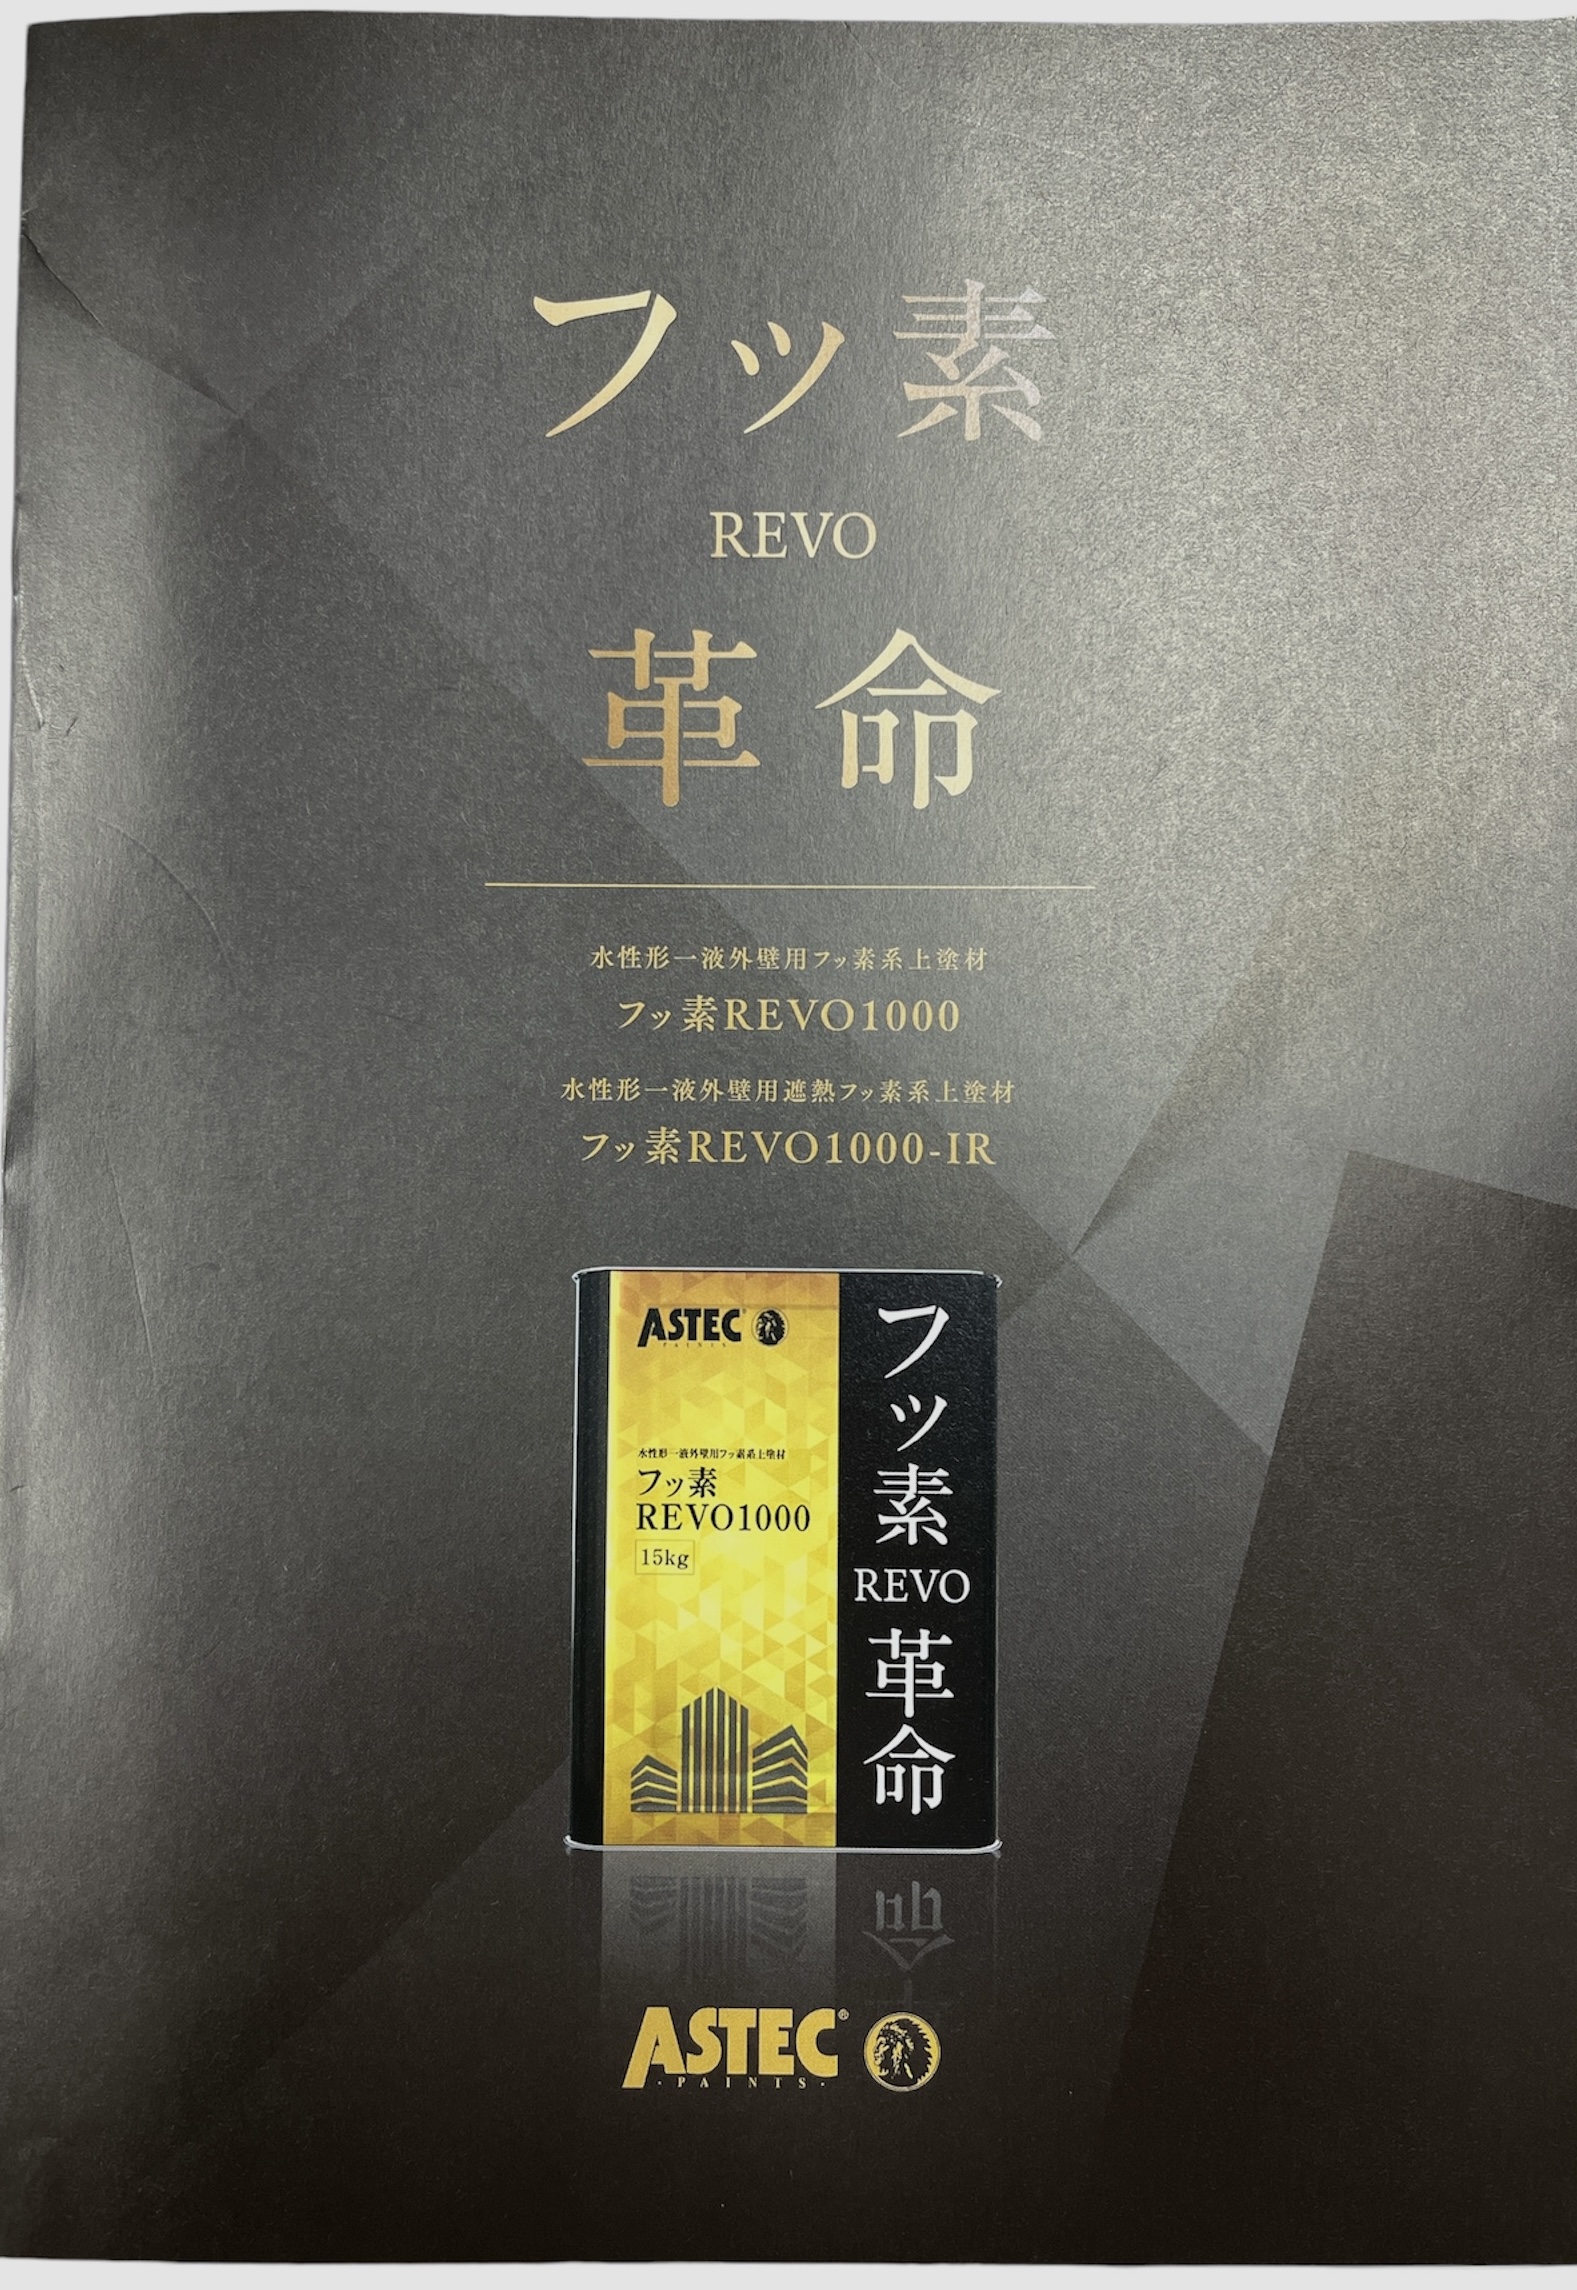 フッ素
REVO
革命
水性形一液外壁用フッ素系上塗材
フッ素REVO1000
水性形一液外壁用遮熱フッ素系上塗材
フッ素REVO1000-IR
ASTEC®
PAINTS
水性形一液外壁用フッ素系上塗材
フッ素
REVO1000
15kg
フッ素
REVO
革命
ASTEC®
·PAINTS·